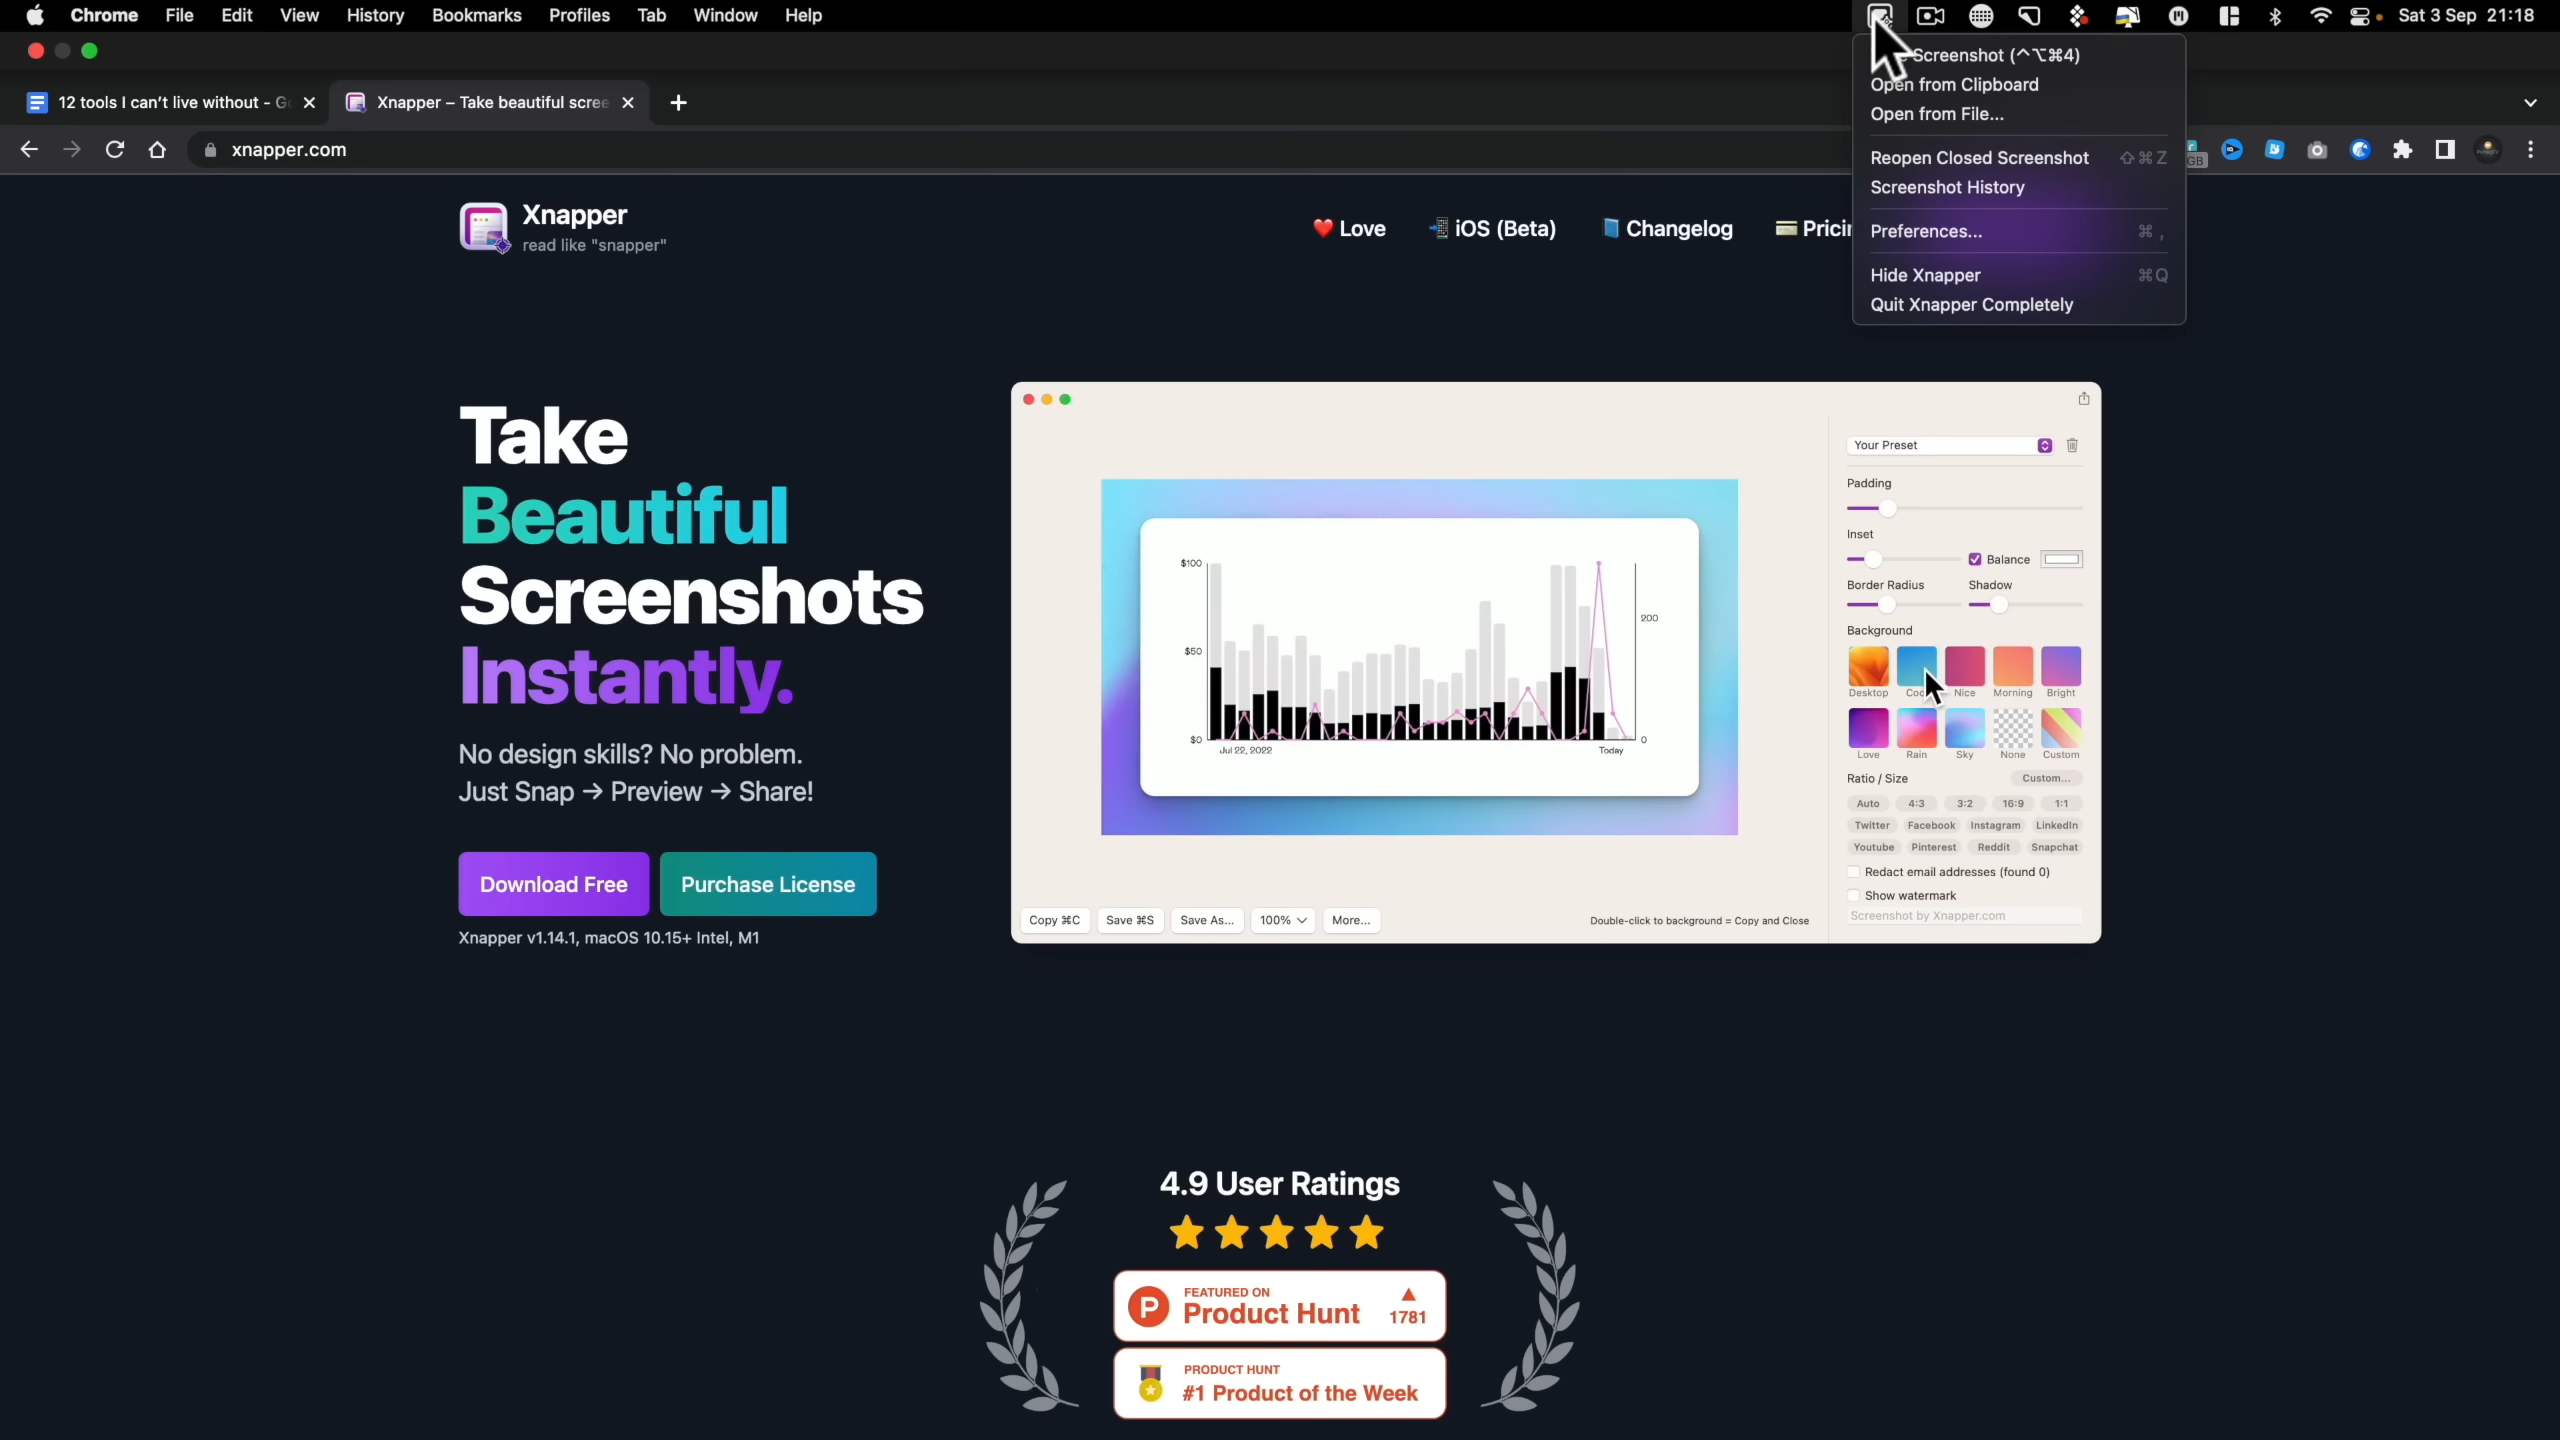 Chrome File Edit View History Bookmarks Profiles Tab Window Help
Sat 3 Sep 21:18
Screenshot (^⌥⌘4)
Open from Clipboard
Open from File...
Reopen Closed Screenshot ⇧⌘Z
Screenshot History
Preferences... ⌘ ,
Hide Xnapper ⌘Q
Quit Xnapper Completely
12 tools I can't live without - G
Xnapper – Take beautiful scree
xnapper.com
GB
Xnapper
read like "snapper"
Love
iOS (Beta)
Changelog
Pricin
Take
Beautiful
Screenshots
Instantly.
No design skills? No problem.
Just Snap → Preview → Share!
Download Free
Purchase License
Xnapper v1.14.1, macOS 10.15+ Intel, M1
$100
$50
$0
200
0
Jul 22, 2022
Today
Copy ⌘C
Save ⌘S
Save As...
100%
More...
Double-click to background = Copy and Close
Your Preset
Padding
Inset
Balance
Border Radius
Shadow
Background
Desktop Nice Morning Bright
Love Rain Sky None Custom
Ratio / Size
Custom...
Auto 4:3 3:2 16:9 1:1
Twitter Facebook Instagram LinkedIn
Youtube Pinterest Reddit Snapchat
Redact email addresses (found 0)
Show watermark
Screenshot by Xnapper.com
4.9 User Ratings
P
FEATURED ON
Product Hunt
1781
PRODUCT HUNT
#1 Product of the Week